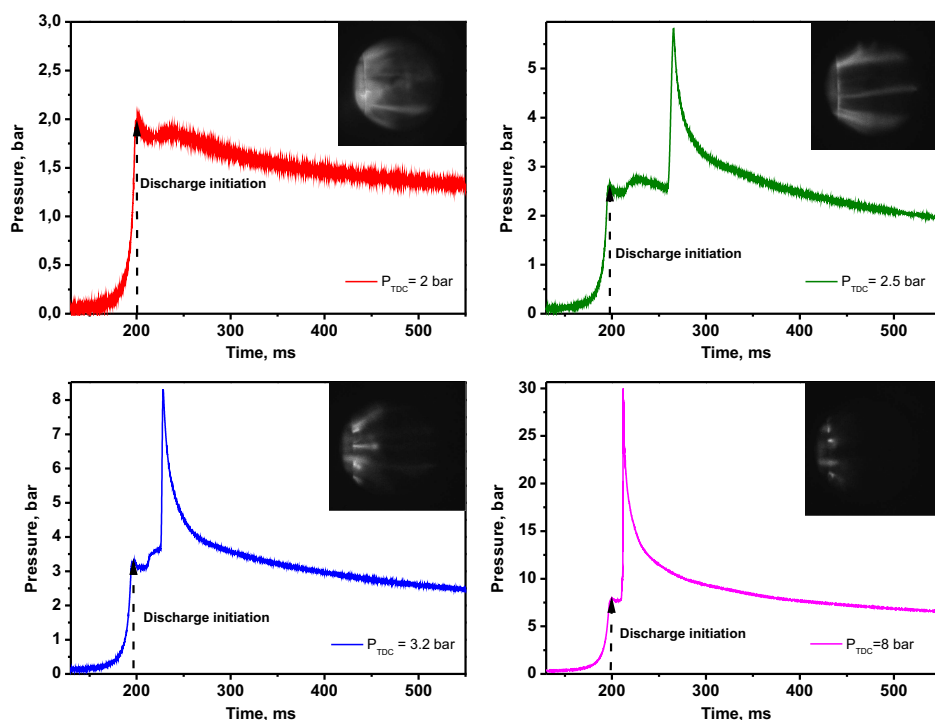 3,0
2,5
2,0
1,5
1,0
0,5
0,0
Pressure, bar
Discharge initiation
P_TDC= 2 bar
200
300
400
500
Time, ms
5
4
3
2
1
0
Pressure, bar
Discharge initiation
P_TDC= 2.5 bar
200
300
400
500
Time, ms
8
7
6
5
4
3
2
1
0
Pressure, bar
Discharge initiation
P_TDC = 3.2 bar
200
300
400
500
Time, ms
30
25
20
15
10
5
0
Pressure, bar
Discharge initiation
P_TDC=8 bar
200
300
400
500
Time, ms